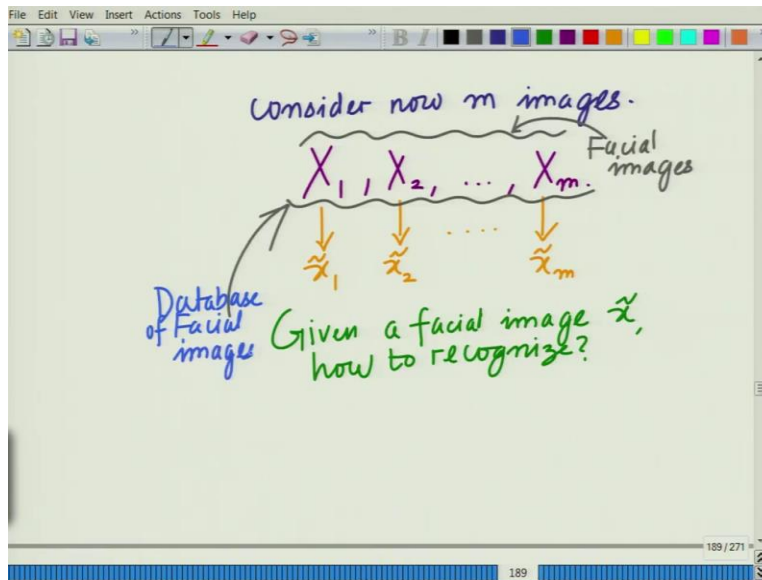 File Edit View Insert Actions Tools Help
» » B I »
Consider now m images.
Facial
images
X₁, X₂, ..., Xₘ.
x̃₁ x̃₂ .... x̃ₘ
Database
of Facial
images
Given a facial image x̃,
how to recognize?
189 / 271
189